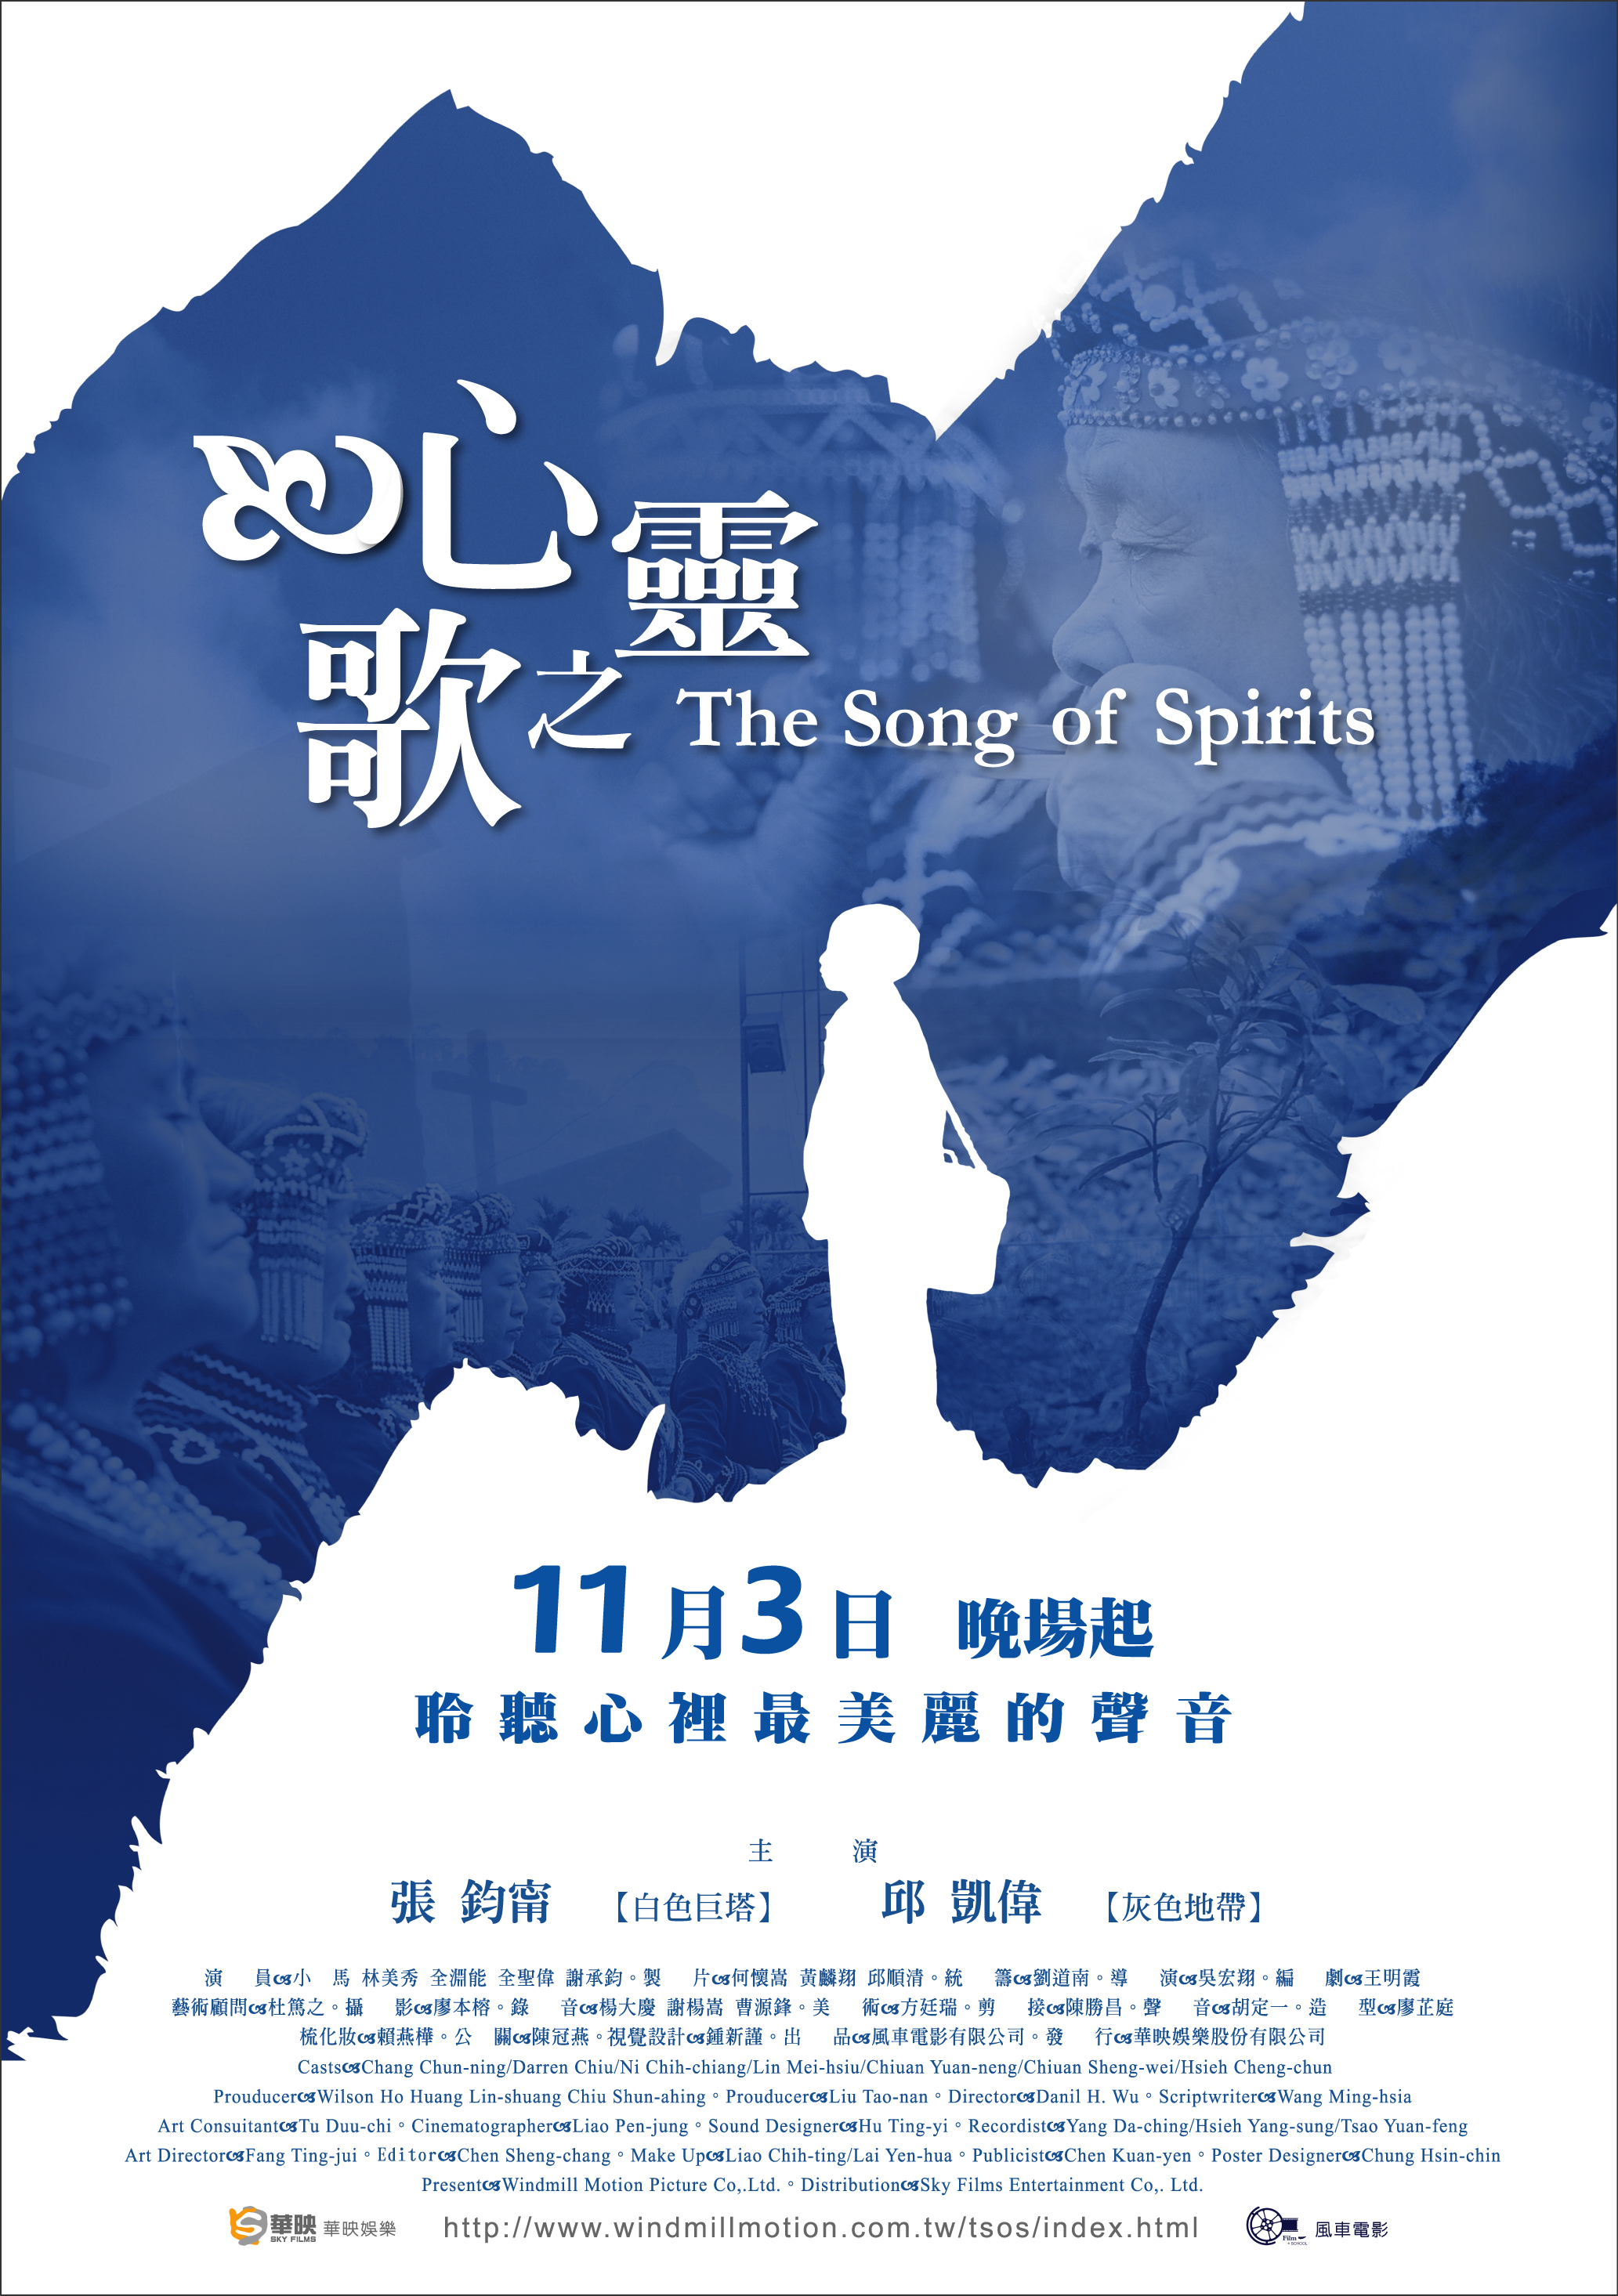 心靈
之歌
The Song of Spirits
11月3日 晚場起
聆聽心裡最美麗的聲音
主 演
張 鈞甯 【白色巨塔】 邱 凱偉 【灰色地帶】
演 員 小 馬 林美秀 全淵能 全聖偉 謝承鈞。製 片 何懷嵩 黃麟翔 邱順清。統 籌 劉道南。導 演 吳宏翔。編 劇 王明霞
藝術顧問 杜篤之。攝 影 廖本榕。錄 音 楊大慶 謝楊嵩 曹源鋒。美 術 方廷瑞。剪 接 陳勝昌。聲 音 胡定一。造 型 廖芷庭
梳化妝 賴燕樺。公 關 陳冠燕。視覺設計 鍾新謹。出 品 風車電影有限公司。發 行 華映娛樂股份有限公司
Casts Chang Chun-ning/Darren Chiu/Ni Chih-chiang/Lin Mei-hsiu/Chiuan Yuan-neng/Chiuan Sheng-wei/Hsieh Cheng-chun
Prouducer Wilson Ho Huang Lin-shuang Chiu Shun-ahing。Prouducer Liu Tao-nan。Director Danil H. Wu。Scriptwriter Wang Ming-hsia
Art Consuitant Tu Duu-chi。Cinematographer Liao Pen-jung。Sound Designer Hu Ting-yi。Recordist Yang Da-ching/Hsieh Yang-sung/Tsao Yuan-feng
Art Director Fang Ting-jui。Editor Chen Sheng-chang。Make Up Liao Chih-ting/Lai Yen-hua。Publicist Chen Kuan-yen。Poster Designer Chung Hsin-chin
Present Windmill Motion Picture Co,.Ltd.。Distribution Sky Films Entertainment Co,. Ltd.
華映 SKY FILMS 華映娛樂 http://www.windmillmotion.com.tw/tsos/index.html Film SCHOOL 風車電影